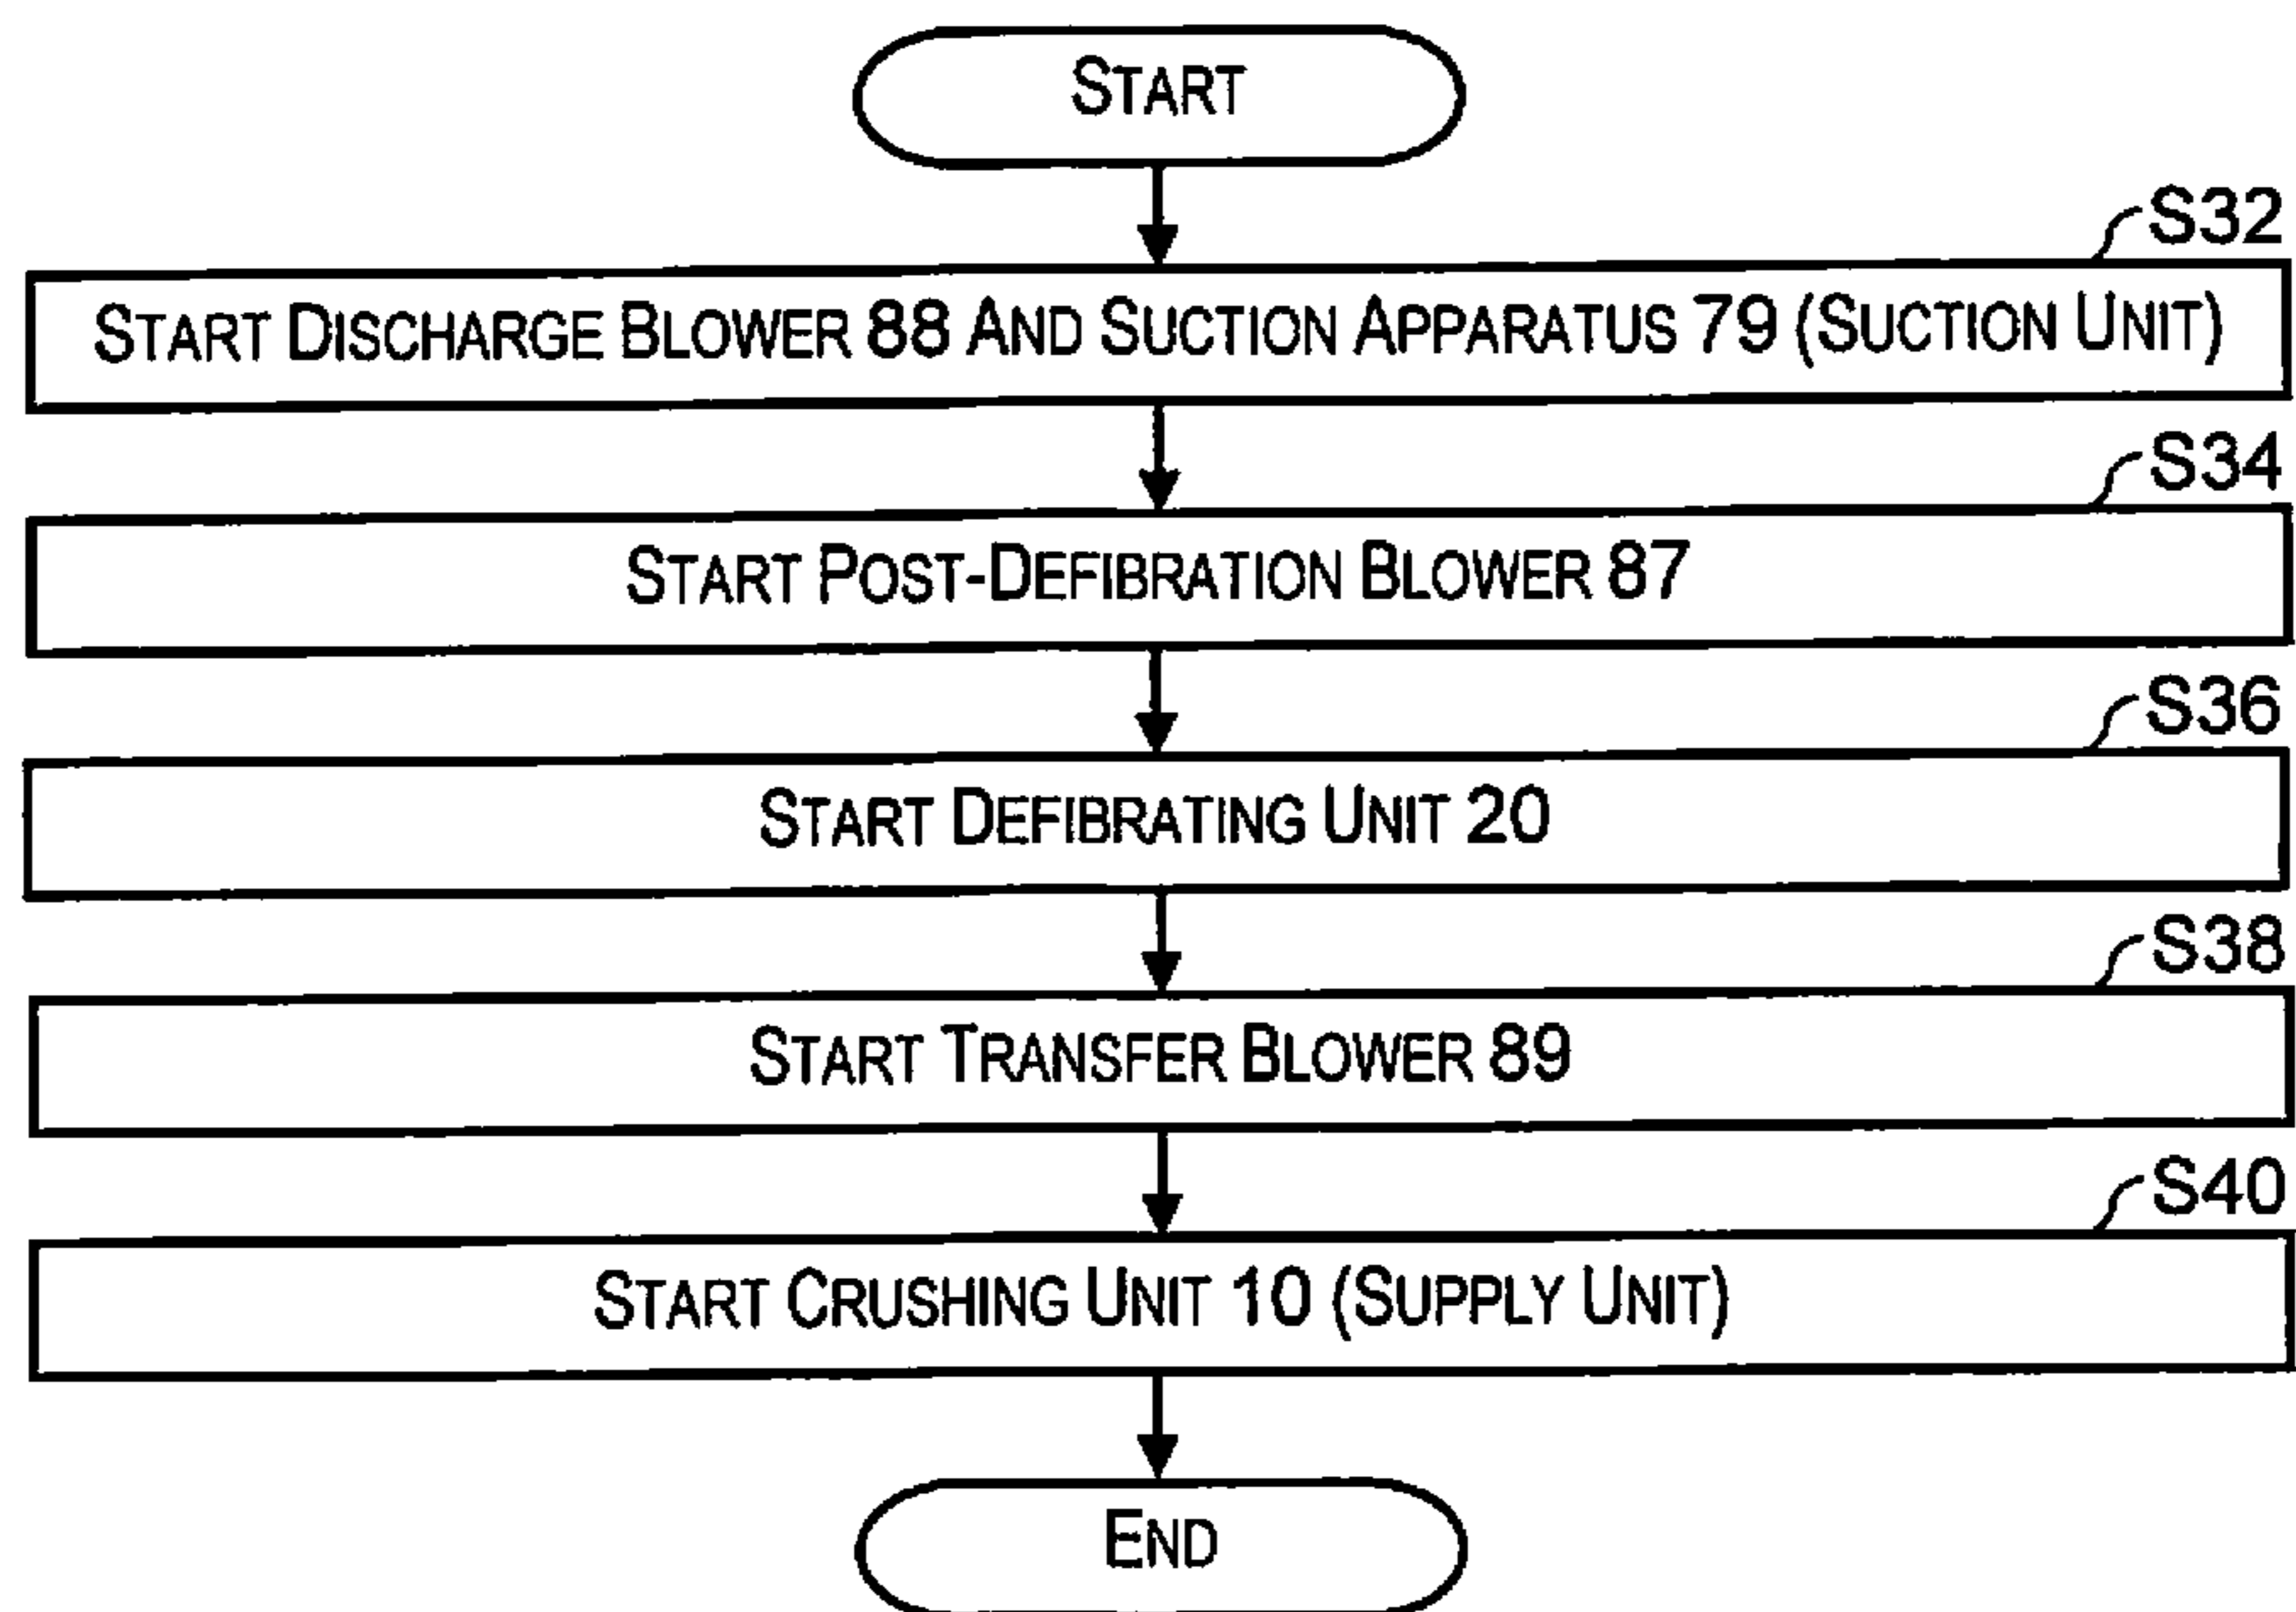 START
S32
START DISCHARGE BLOWER 88 AND SUCTION APPARATUS 79 (SUCTION UNIT)
S34
START POST-DEFIBRATION BLOWER 87
S36
START DEFIBRATING UNIT 20
S38
START TRANSFER BLOWER 89
S40
START CRUSHING UNIT 10 (SUPPLY UNIT)
END